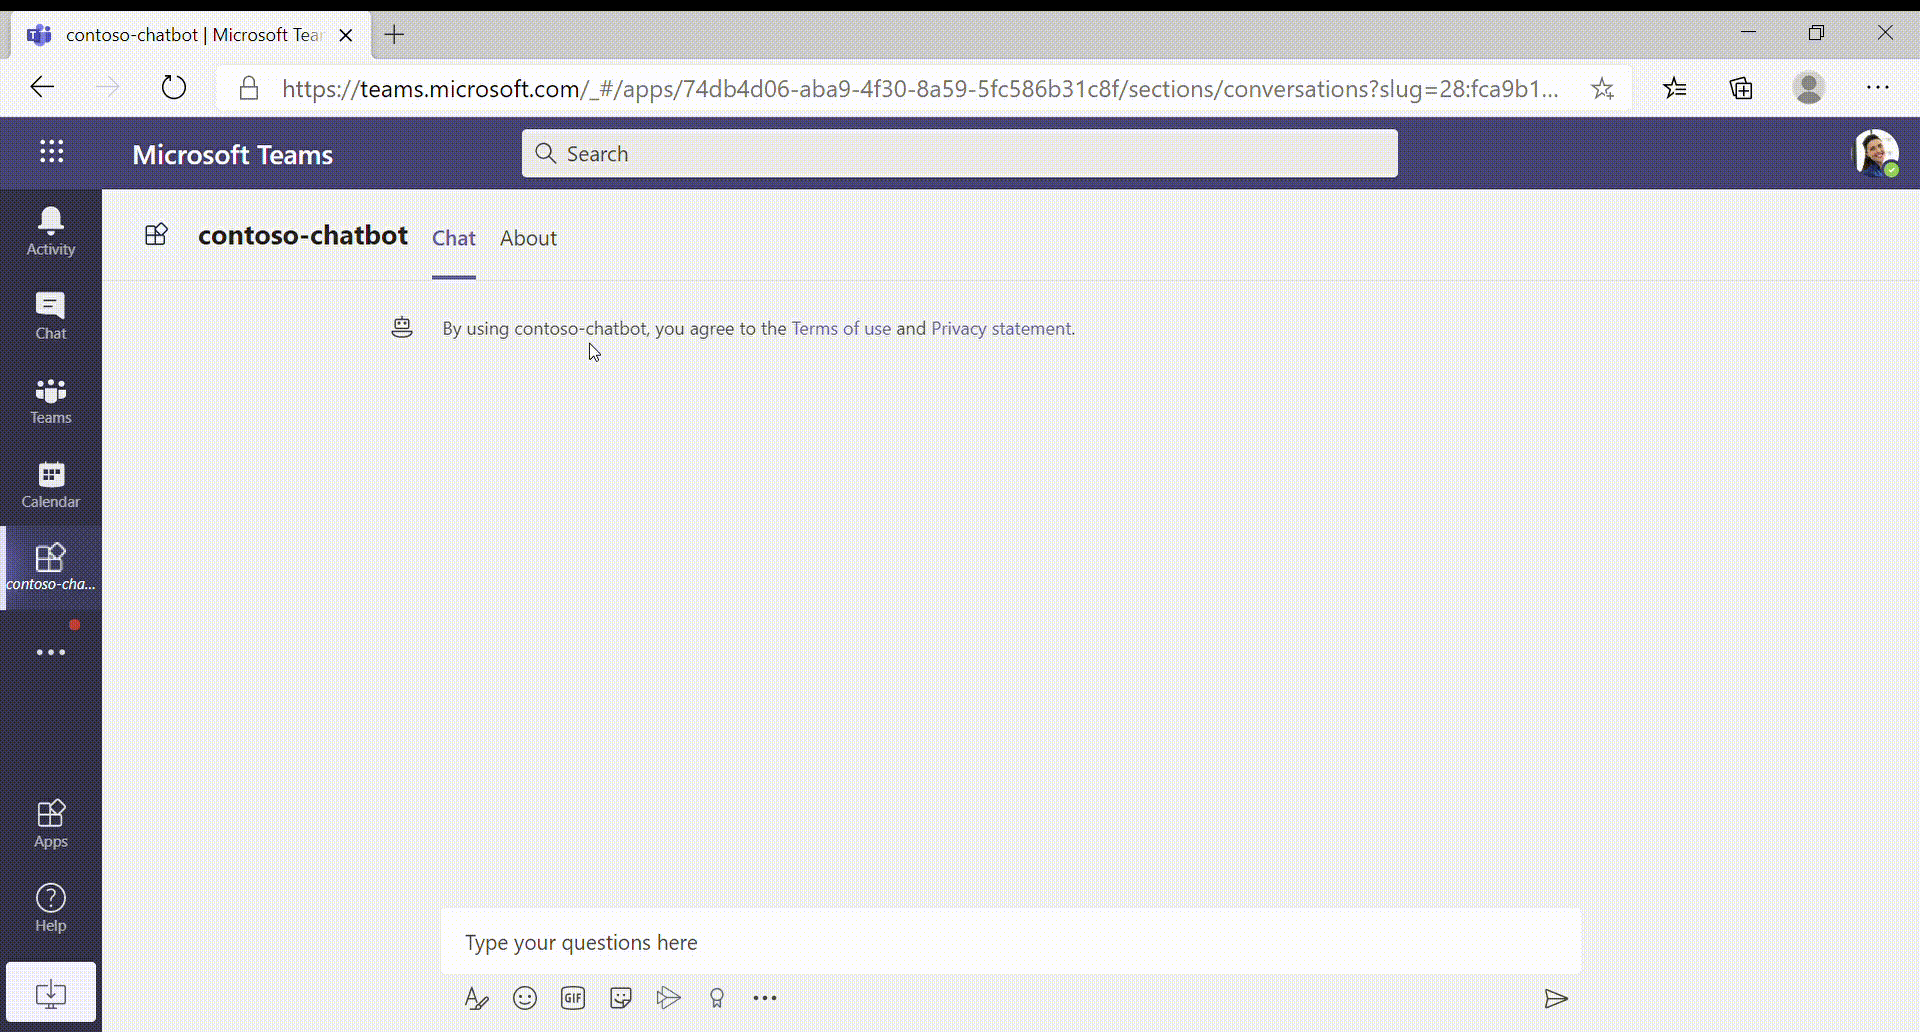 contoso-chatbot | Microsoft Tea
https://teams.microsoft.com/_#/apps/74db4d06-aba9-4f30-8a59-5fc586b31c8f/sections/conversations?slug=28:fca9b1...
Microsoft Teams
Search
contoso-chatbot Chat About
Activity
By using contoso-chatbot, you agree to the Terms of use and Privacy statement.
Chat
Teams
Calendar
contoso-cha...
Apps
Help
Type your questions here
GIF